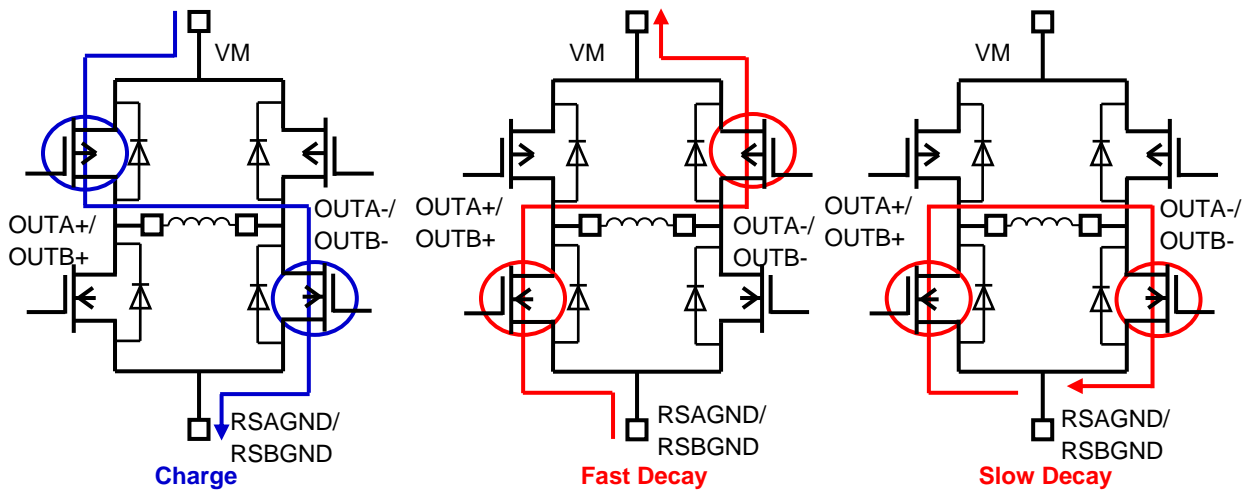 VM
OUTA+/
OUTB+
OUTA-/
OUTB-
RSAGND/
RSBGND
Charge
VM
OUTA+/
OUTB+
OUTA-/
OUTB-
RSAGND/
RSBGND
Fast Decay
VM
OUTA+/
OUTB+
OUTA-/
OUTB-
RSAGND/
RSBGND
Slow Decay